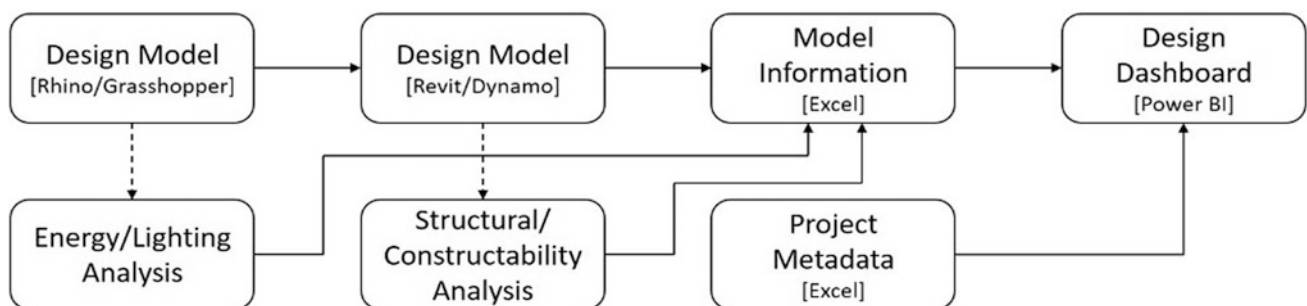 Design Model
[Rhino/Grasshopper]
Design Model
[Revit/Dynamo]
Model
Information
[Excel]
Design
Dashboard
[Power BI]
Energy/Lighting
Analysis
Structural/
Constructability
Analysis
Project
Metadata
[Excel]